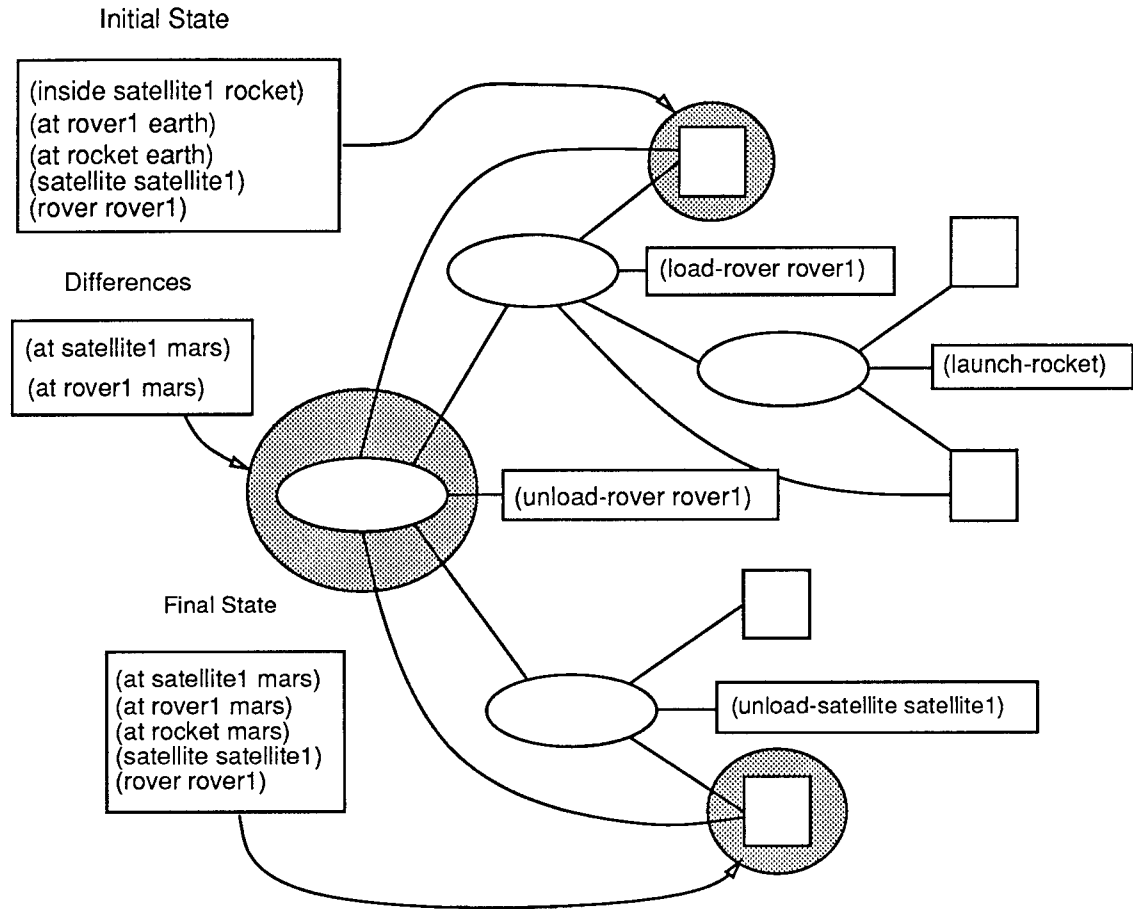 Initial State
(inside satellite1 rocket)
(at rover1 earth)
(at rocket earth)
(satellite satellite1)
(rover rover1)
(load-rover rover1)
Differences
(at satellite1 mars)
(at rover1 mars)
(launch-rocket)
(unload-rover rover1)
Final State
(at satellite1 mars)
(at rover1 mars)
(at rocket mars)
(satellite satellite1)
(rover rover1)
(unload-satellite satellite1)